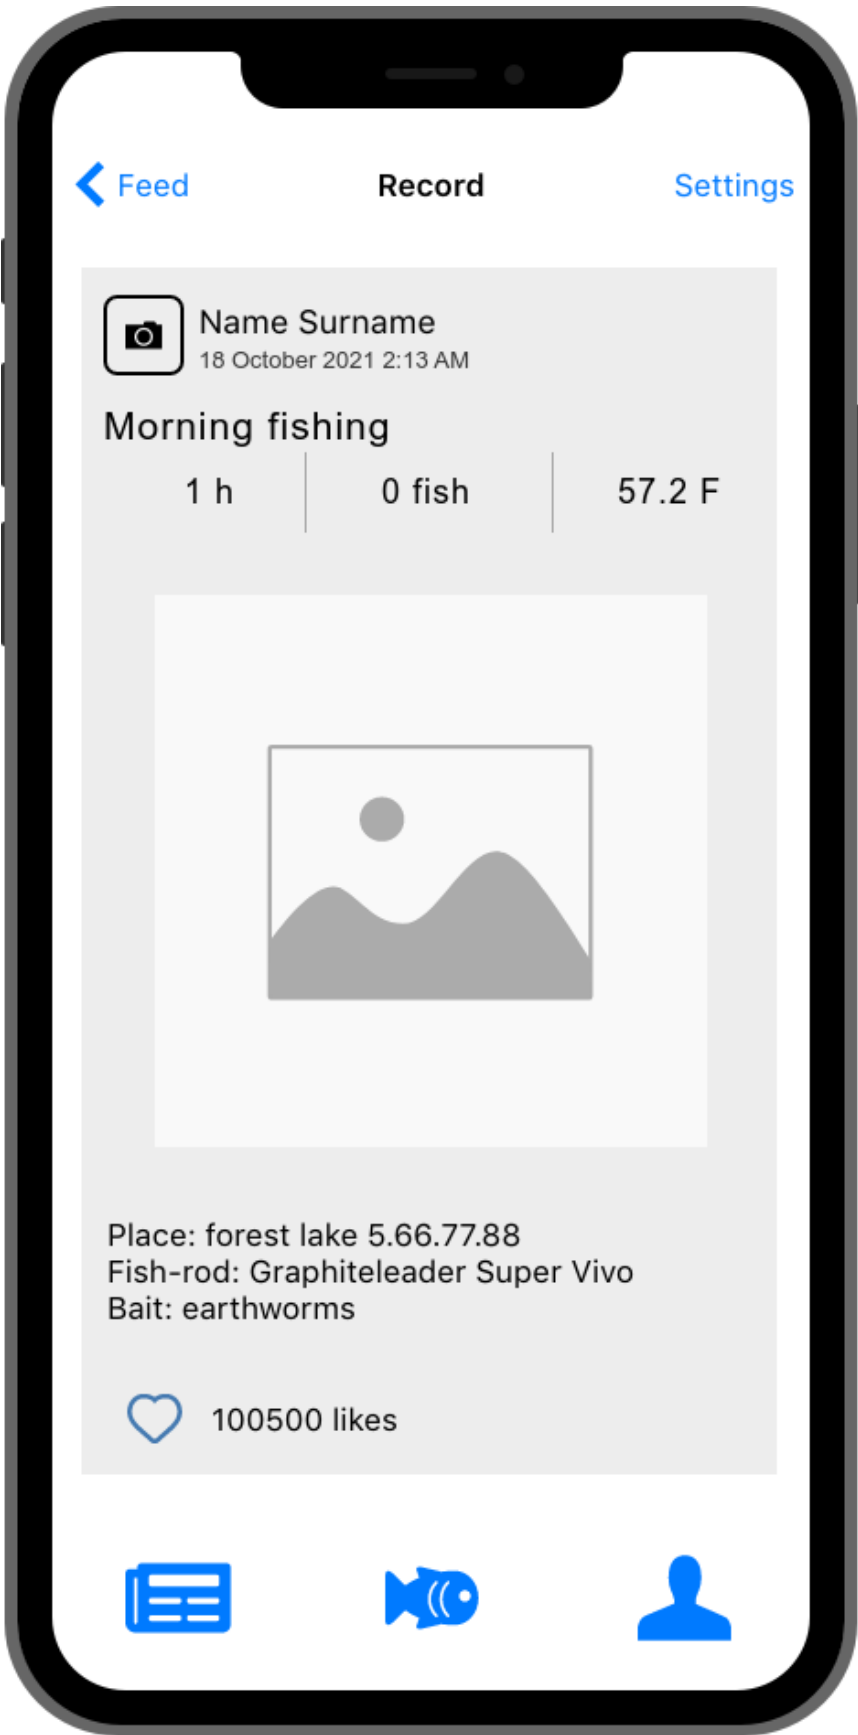 Feed Record Settings
Name Surname
18 October 2021 2:13 AM
Morning fishing
1 h 0 fish 57.2 F
Place: forest lake 5.66.77.88
Fish-rod: Graphiteleader Super Vivo
Bait: earthworms
100500 likes